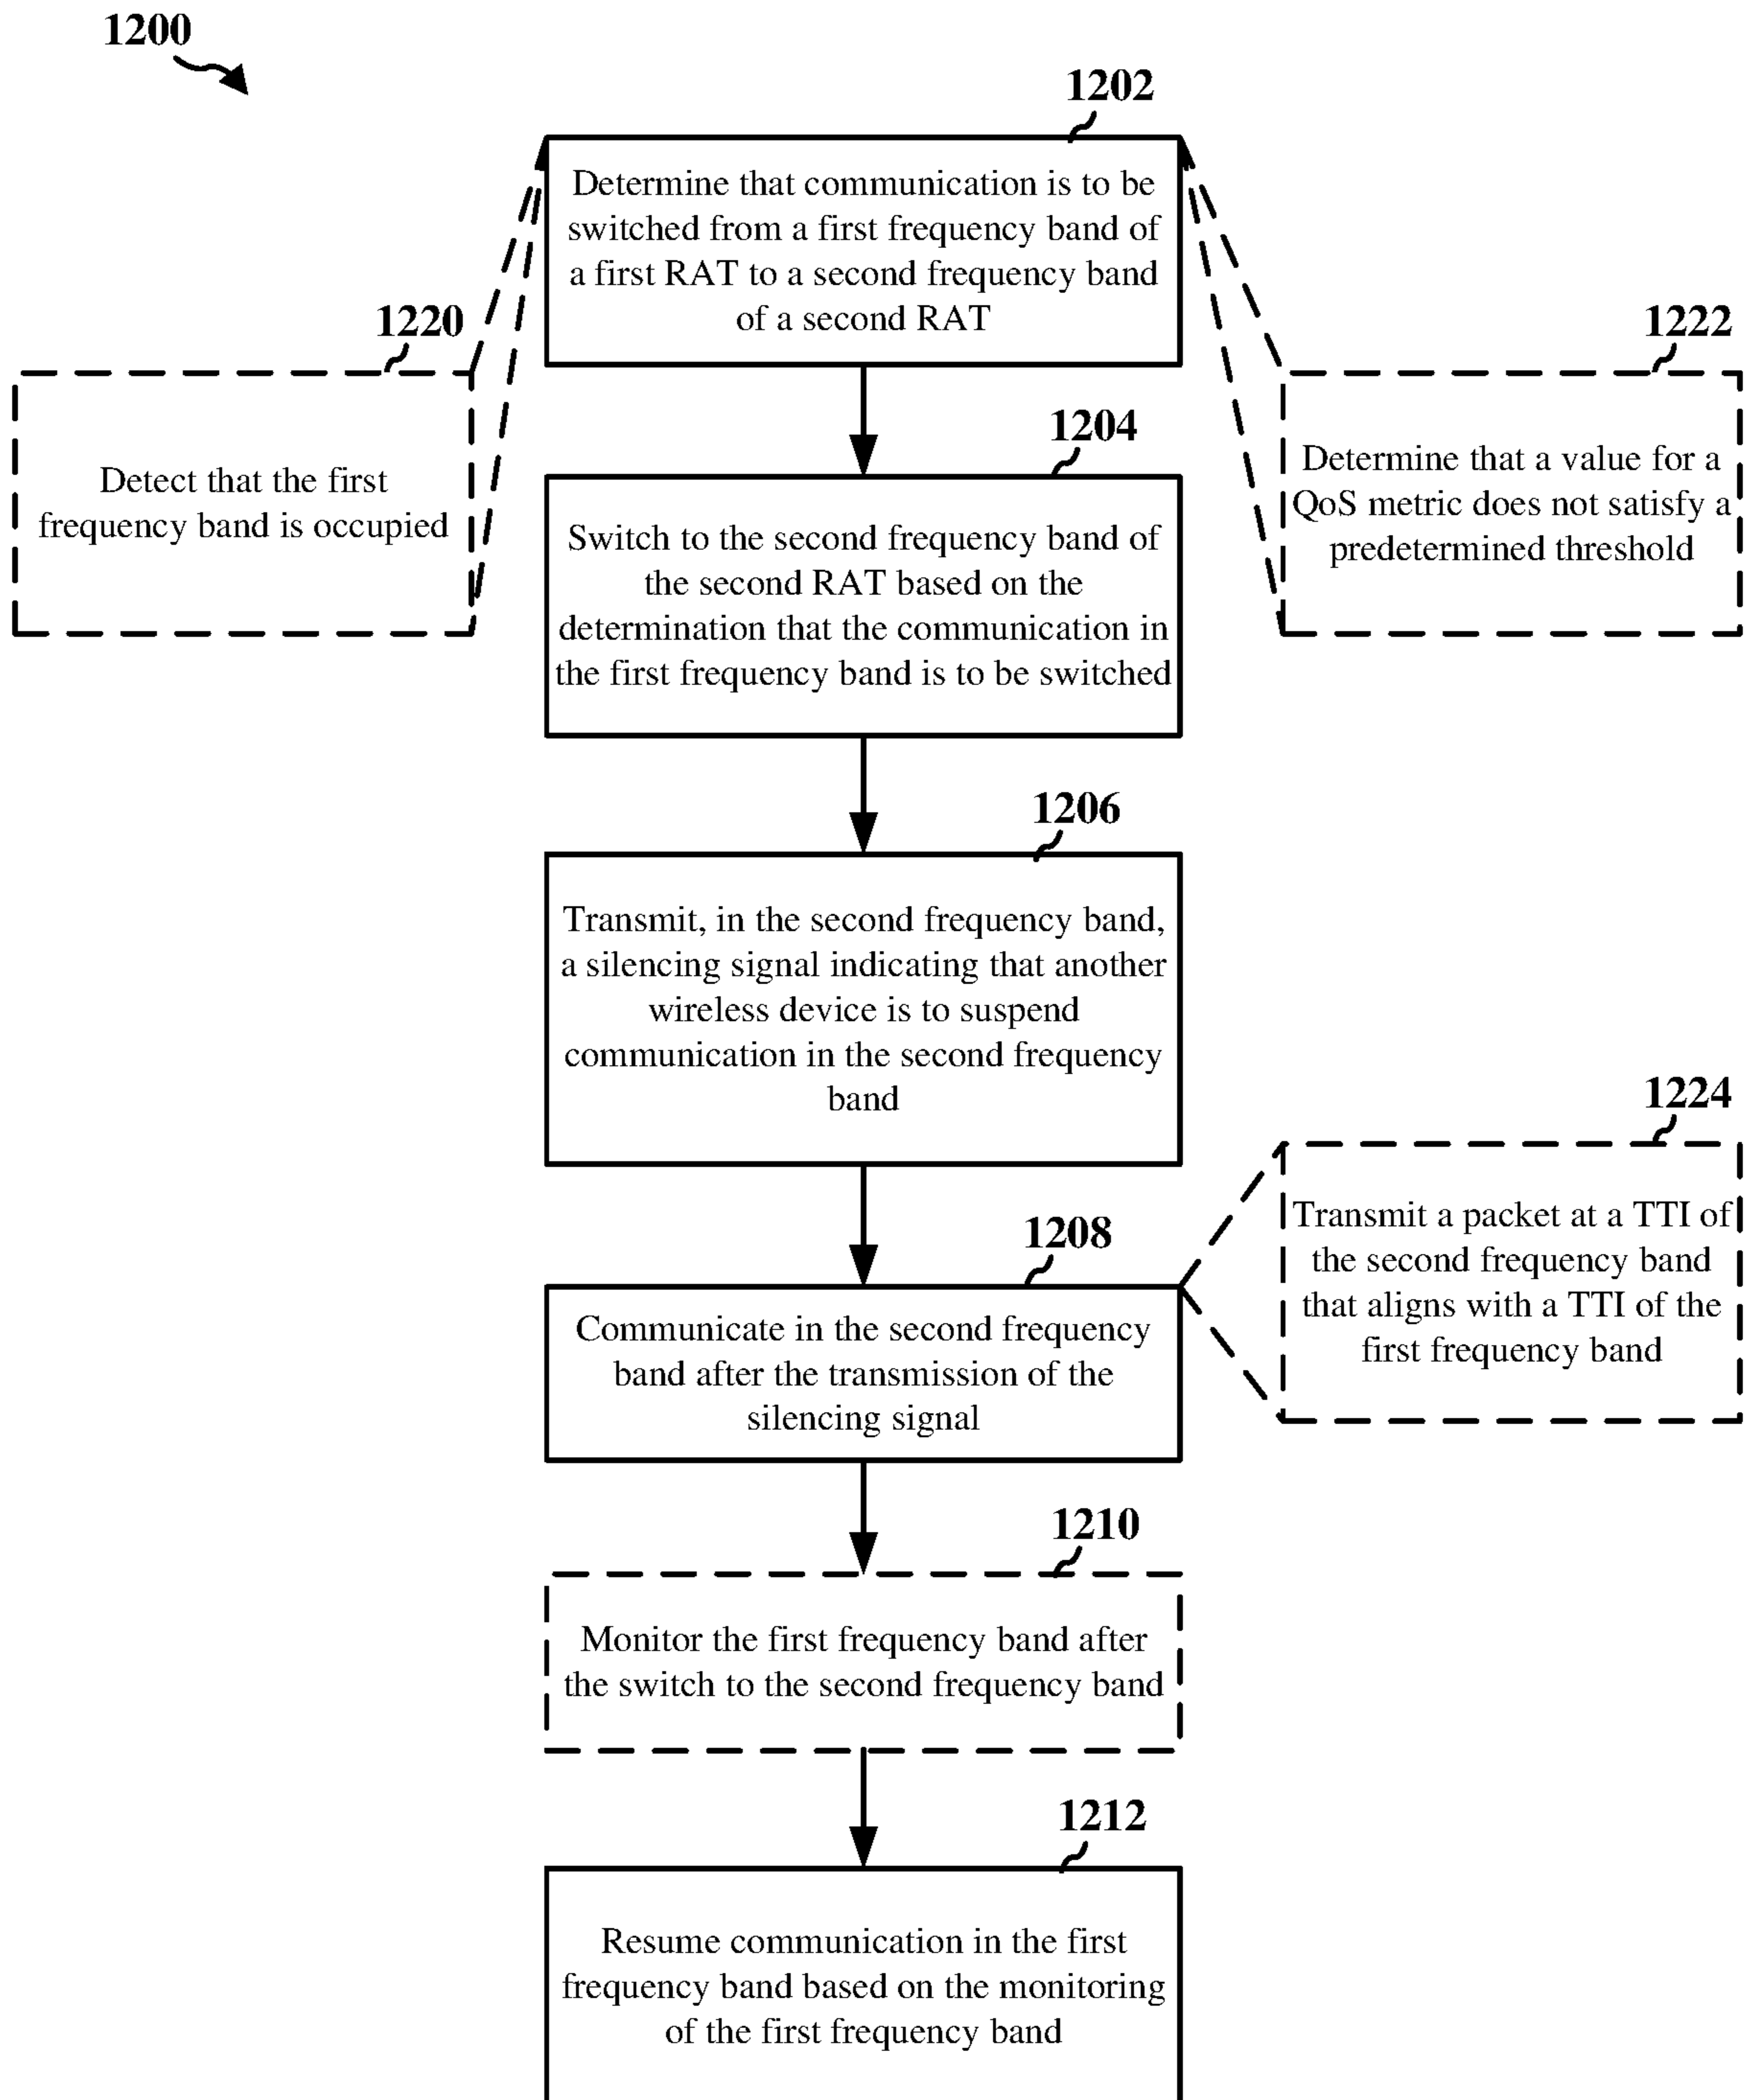 1200
1202
Determine that communication is to be
switched from a first frequency band of
a first RAT to a second frequency band
of a second RAT
1220
Detect that the first
frequency band is occupied
1222
Determine that a value for a
QoS metric does not satisfy a
predetermined threshold
1204
Switch to the second frequency band of
the second RAT based on the
determination that the communication in
the first frequency band is to be switched
1206
Transmit, in the second frequency band,
a silencing signal indicating that another
wireless device is to suspend
communication in the second frequency
band
1208
Communicate in the second frequency
band after the transmission of the
silencing signal
1224
Transmit a packet at a TTI of
the second frequency band
that aligns with a TTI of the
first frequency band
1210
Monitor the first frequency band after
the switch to the second frequency band
1212
Resume communication in the first
frequency band based on the monitoring
of the first frequency band